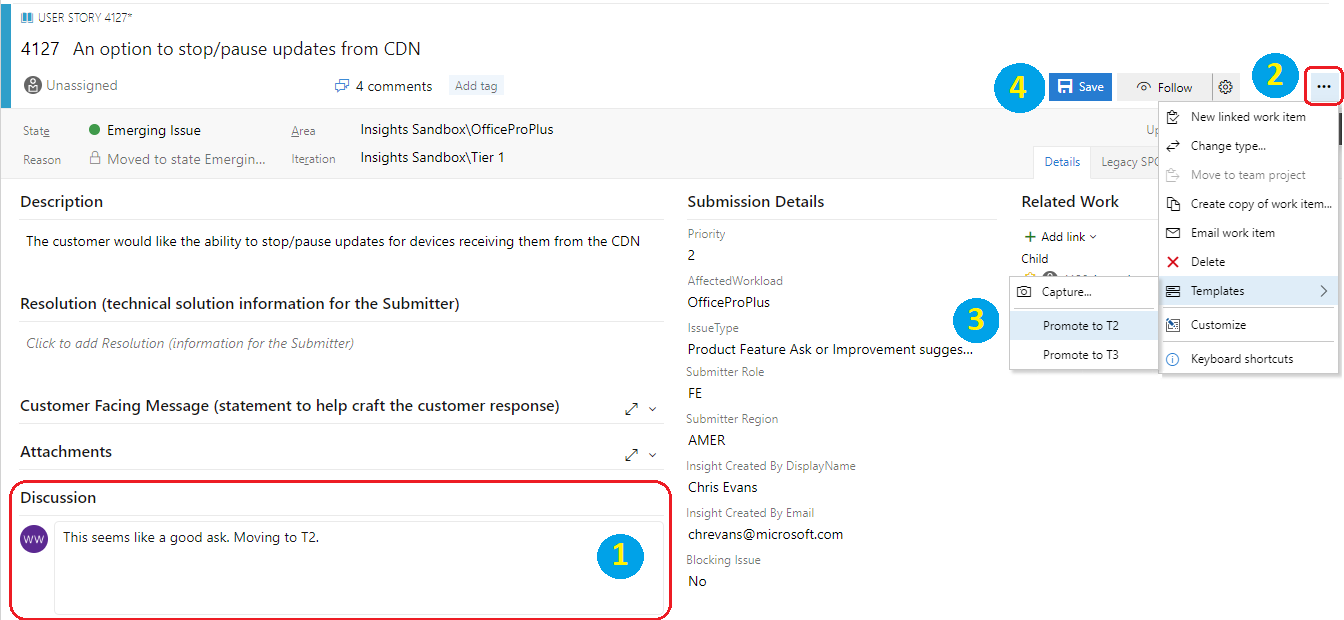 USER STORY 4127*
4127 An option to stop/pause updates from CDN
Unassigned
4 comments
Add tag
4
Save
Follow
2
...
State
Emerging Issue
Area
Insights Sandbox\OfficeProPlus
Reason
Moved to state Emergin...
Iteration
Insights Sandbox\Tier 1
Details
Legacy SPO
New linked work item
Change type...
Move to team project
Create copy of work item...
Email work item
Delete
Templates
Customize
Keyboard shortcuts
Description
The customer would like the ability to stop/pause updates for devices receiving them from the CDN
Resolution (technical solution information for the Submitter)
Click to add Resolution (information for the Submitter)
Customer Facing Message (statement to help craft the customer response)
Attachments
Discussion
WW
This seems like a good ask. Moving to T2.
1
Submission Details
Priority
2
AffectedWorkload
OfficeProPlus
IssueType
Product Feature Ask or Improvement sugges...
Submitter Role
FE
Submitter Region
AMER
Insight Created By DisplayName
Chris Evans
Insight Created By Email
chrevans@microsoft.com
Blocking Issue
No
Related Work
Add link
Child
3
Capture...
Promote to T2
Promote to T3